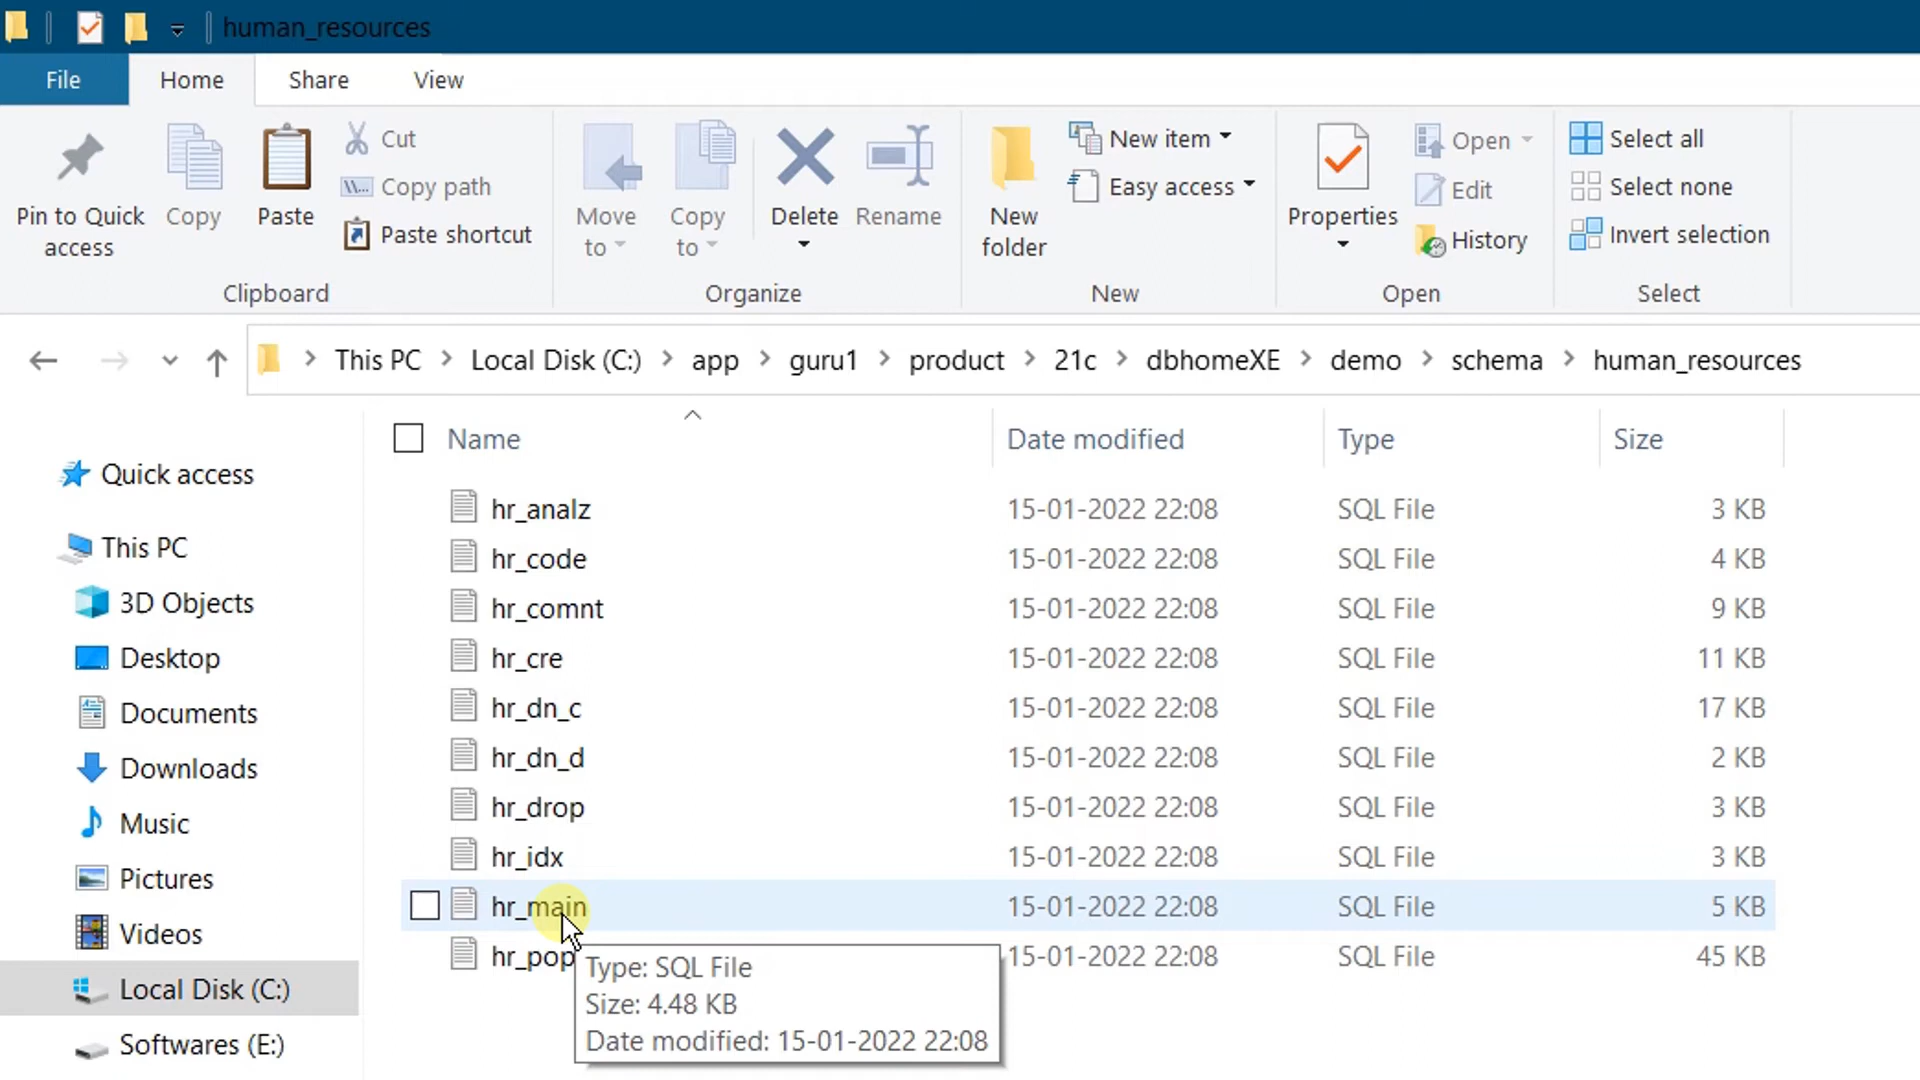 human_resources
File Home Share View
Pin to Quick access
Copy
Paste
Cut
Copy path
Paste shortcut
Clipboard
Move to
Copy to
Delete
Rename
Organize
New folder
New item
Easy access
New
Properties
Open
Edit
History
Open
Select all
Select none
Invert selection
Select
This PC > Local Disk (C:) > app > guru1 > product > 21c > dbhomeXE > demo > schema > human_resources
Quick access
This PC
3D Objects
Desktop
Documents
Downloads
Music
Pictures
Videos
Local Disk (C:)
Softwares (E:)
Name Date modified Type Size
hr_analz 15-01-2022 22:08 SQL File 3 KB
hr_code 15-01-2022 22:08 SQL File 4 KB
hr_comnt 15-01-2022 22:08 SQL File 9 KB
hr_cre 15-01-2022 22:08 SQL File 11 KB
hr_dn_c 15-01-2022 22:08 SQL File 17 KB
hr_dn_d 15-01-2022 22:08 SQL File 2 KB
hr_drop 15-01-2022 22:08 SQL File 3 KB
hr_idx 15-01-2022 22:08 SQL File 3 KB
hr_main 15-01-2022 22:08 SQL File 5 KB
hr_pop 15-01-2022 22:08 SQL File 45 KB
Type: SQL File
Size: 4.48 KB
Date modified: 15-01-2022 22:08